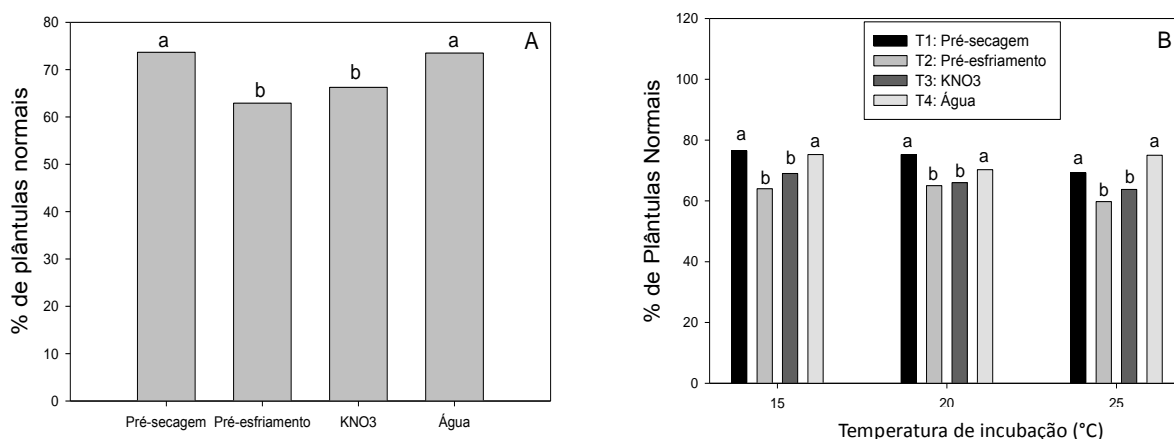 A
% de plântulas normais
80
70
60
50
40
30
20
10
0
a
b
b
a
Pré-secagem
Pré-esfriamento
KNO3
Água
B
% de Plântulas Normais
120
100
80
60
40
20
0
T1: Pré-secagem
T2: Pré-esfriamento
T3: KNO3
T4: Água
a
b
b
a
a
b
b
a
a
b
b
a
15
20
25
Temperatura de incubação (°C)